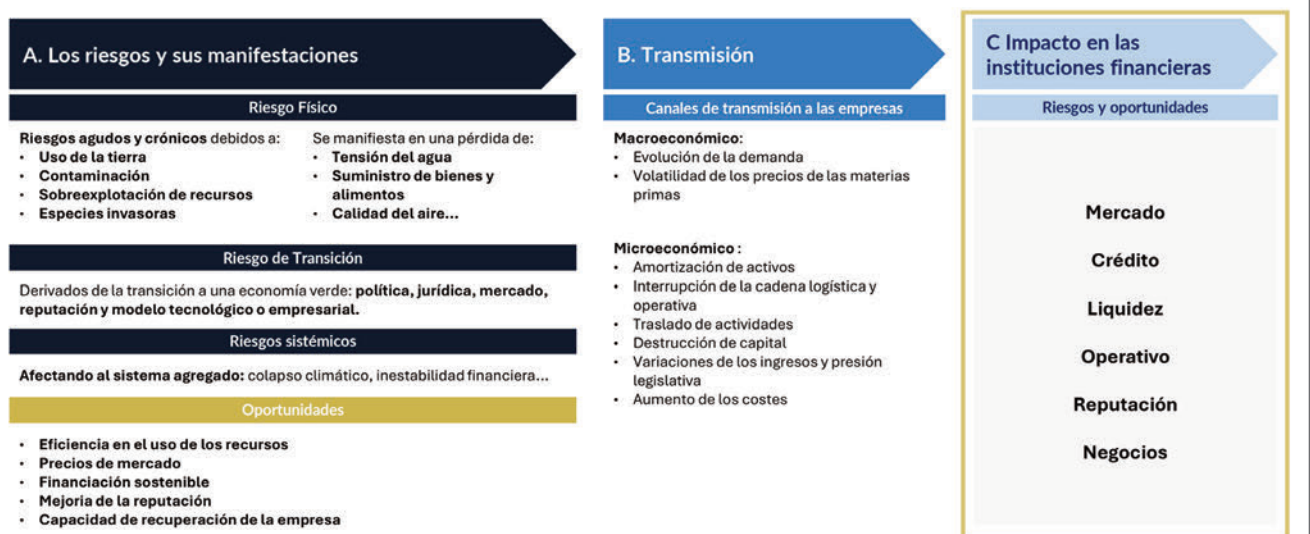 A. Los riesgos y sus manifestaciones
Riesgo Físico
Riesgos agudos y crónicos debidos a:
• Uso de la tierra
• Contaminación
• Sobreexplotación de recursos
• Especies invasoras
Se manifiesta en una pérdida de:
• Tensión del agua
• Suministro de bienes y
alimentos
• Calidad del aire...
Riesgo de Transición
Derivados de la transición a una economía verde: política, jurídica, mercado,
reputación y modelo tecnológico o empresarial.
Riesgos sistémicos
Afectando al sistema agregado: colapso climático, inestabilidad financiera...
Oportunidades
• Eficiencia en el uso de los recursos
• Precios de mercado
• Financiación sostenible
• Mejoria de la reputación
• Capacidad de recuperación de la empresa
B. Transmisión
Canales de transmisión a las empresas
Macroeconómico:
• Evolución de la demanda
• Volatilidad de los precios de las materias
primas
Microeconómico :
• Amortización de activos
• Interrupción de la cadena logística y
operativa
• Traslado de actividades
• Destrucción de capital
• Variaciones de los ingresos y presión
legislativa
• Aumento de los costes
C Impacto en las
instituciones financieras
Riesgos y oportunidades
Mercado
Crédito
Liquidez
Operativo
Reputación
Negocios